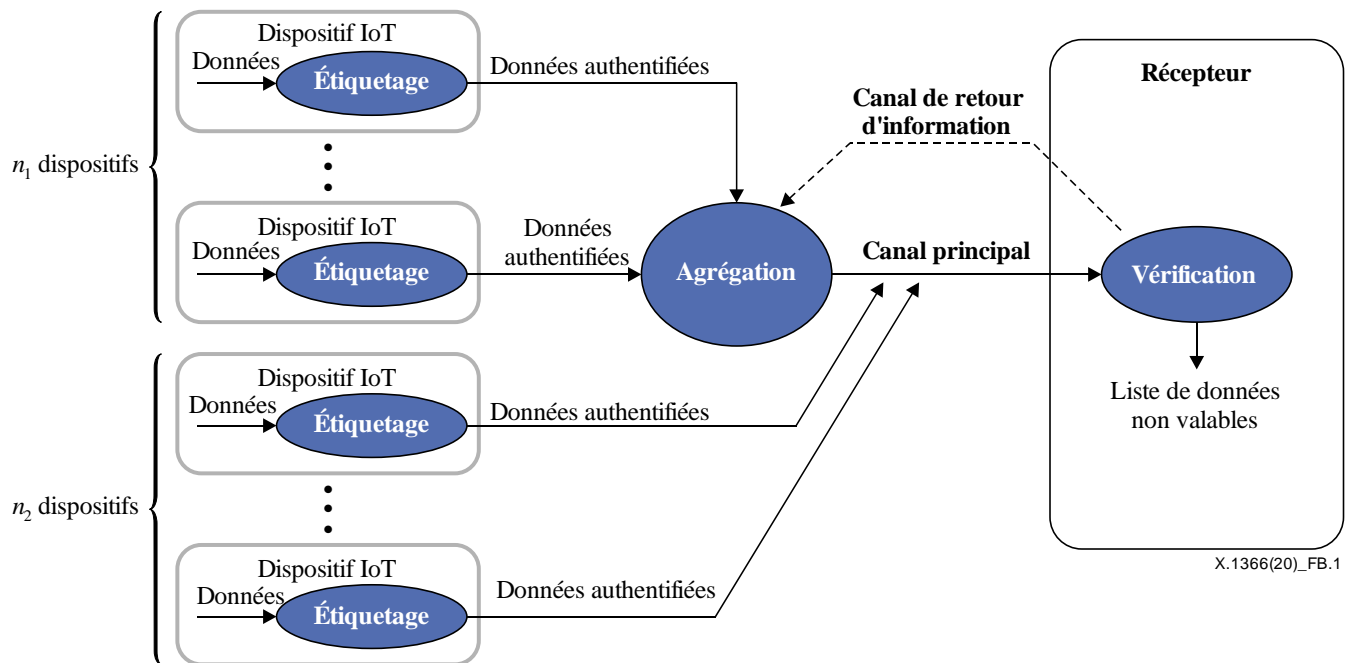 Dispositif IoT
Données
Étiquetage
Données authentifiées
n1 dispositifs
Dispositif IoT
Données
Étiquetage
Données
authentifiées
Agrégation
Canal de retour
d'information
Canal principal
Récepteur
Vérification
Liste de données
non valables
Dispositif IoT
Données
Étiquetage
Données authentifiées
n2 dispositifs
Dispositif IoT
Données
Étiquetage
Données authentifiées
X.1366(20)_FB.1